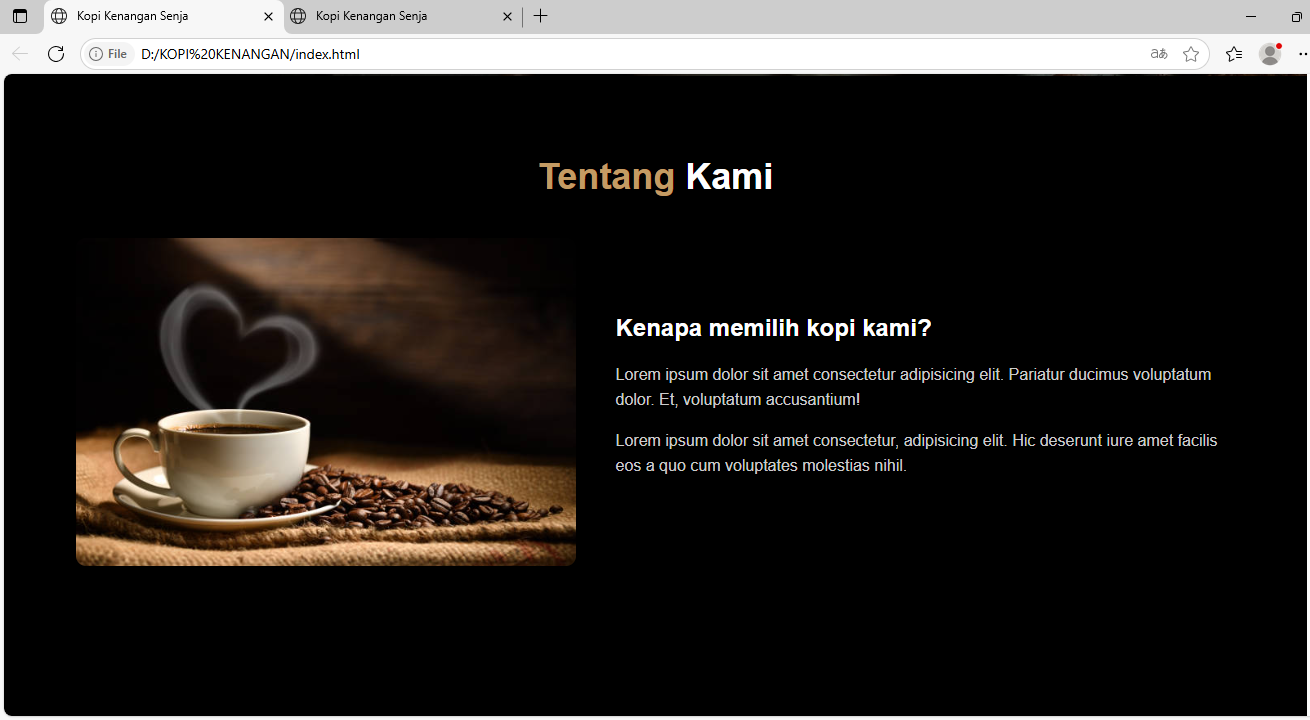 Kopi Kenangan Senja
Kopi Kenangan Senja
File D:/KOPI%20KENANGAN/index.html aあ
Tentang Kami
Kenapa memilih kopi kami?
Lorem ipsum dolor sit amet consectetur adipisicing elit. Pariatur ducimus voluptatum
dolor. Et, voluptatum accusantium!
Lorem ipsum dolor sit amet consectetur, adipisicing elit. Hic deserunt iure amet facilis
eos a quo cum voluptates molestias nihil.